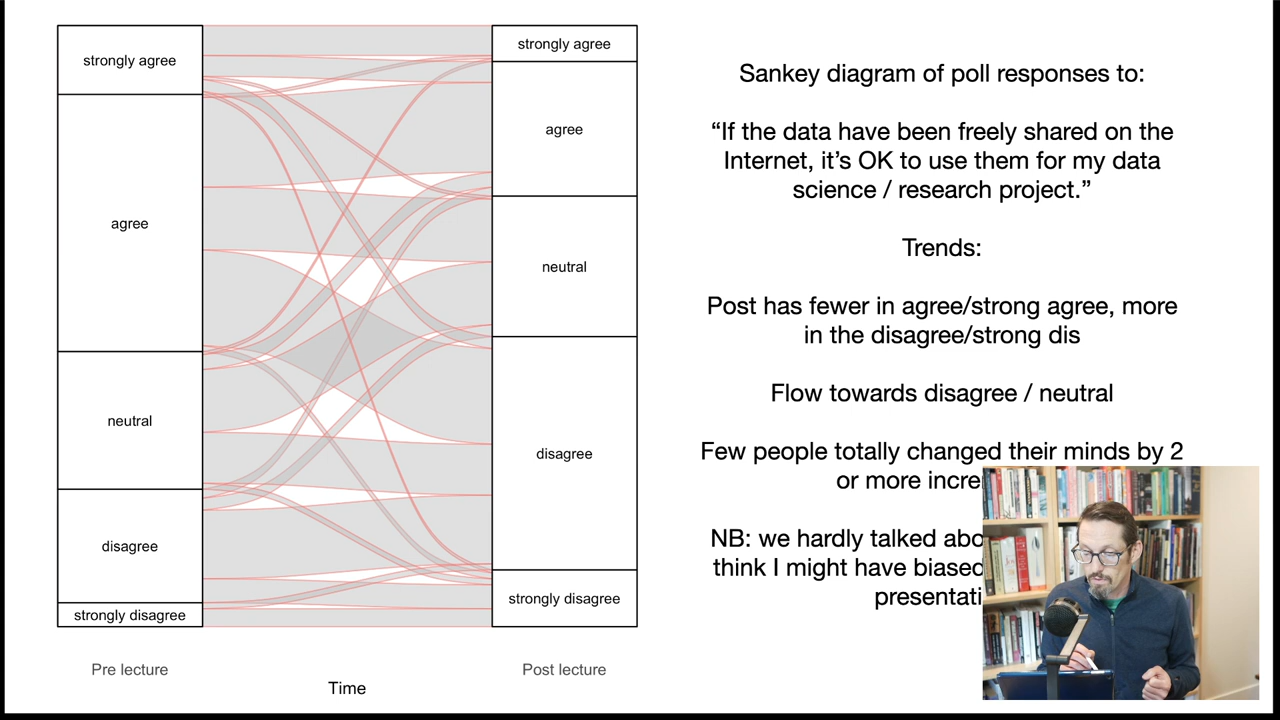 strongly agree
agree
neutral
disagree
strongly disagree
Pre lecture
Time
strongly agree
agree
neutral
disagree
strongly disagree
Post lecture
Sankey diagram of poll responses to:
“If the data have been freely shared on the
Internet, it’s OK to use them for my data
science / research project.”
Trends:
Post has fewer in agree/strong agree, more
in the disagree/strong dis
Flow towards disagree / neutral
Few people totally changed their minds by 2
or more incre
NB: we hardly talked abo
think I might have biased
presentati